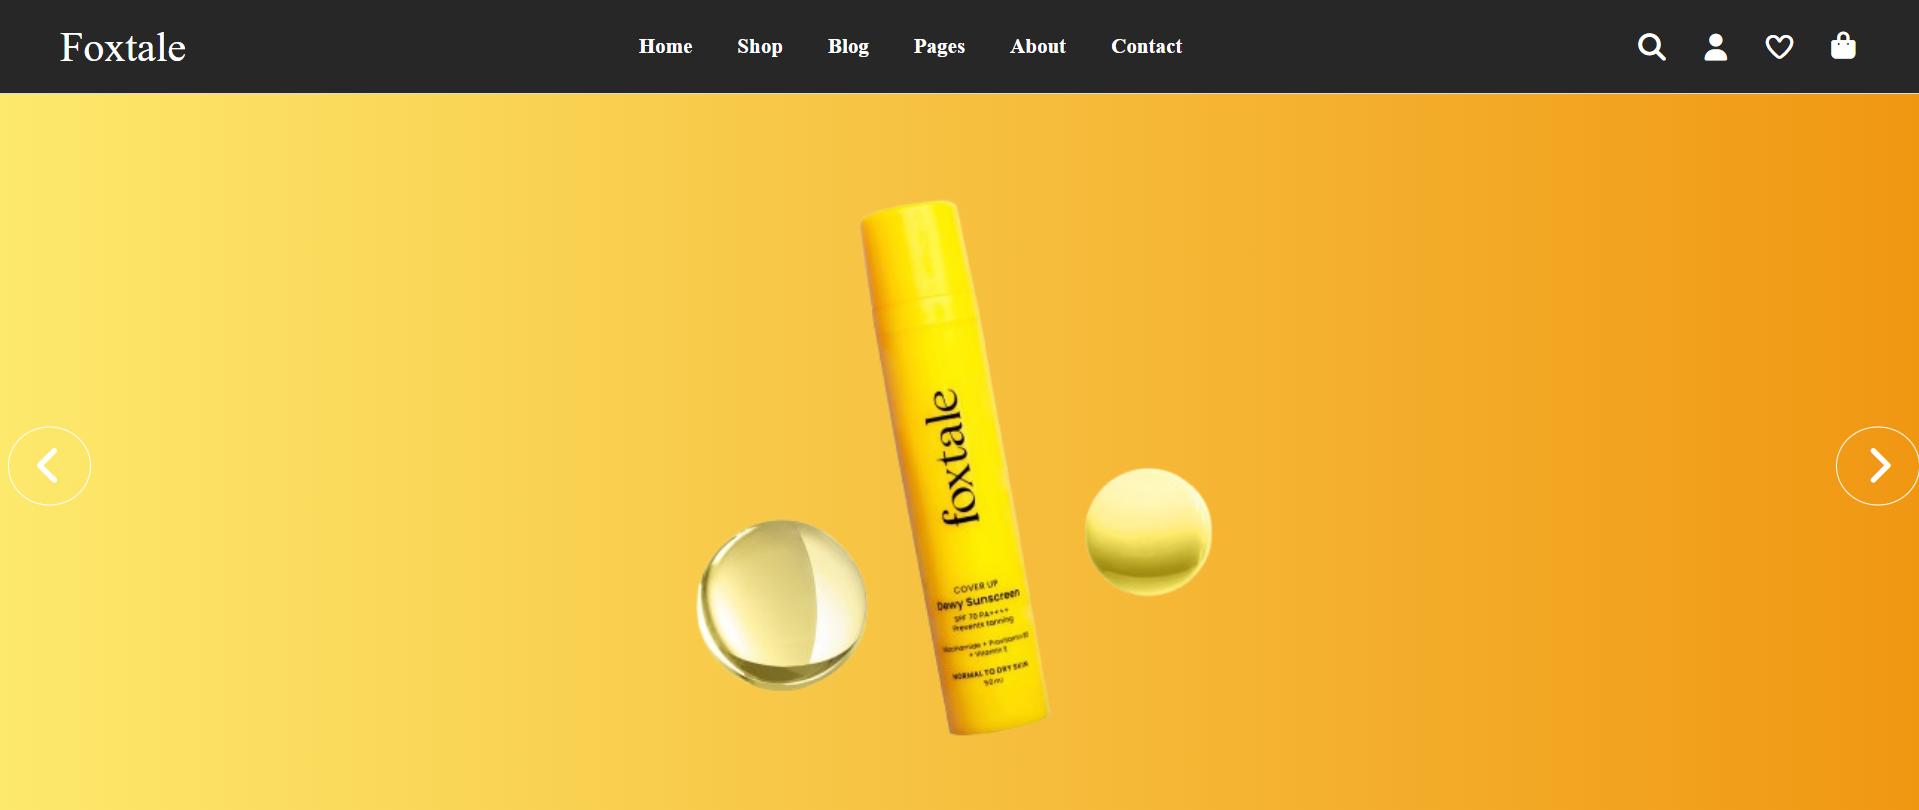 Foxtale
Home Shop Blog Pages About Contact
foxtale
COVER UP
Dewy Sunscreen
SPF 70 PA++++
Prevents tanning
Niacinamide + Provitamin B5
+ Vitamin E
NORMAL TO DRY SKIN